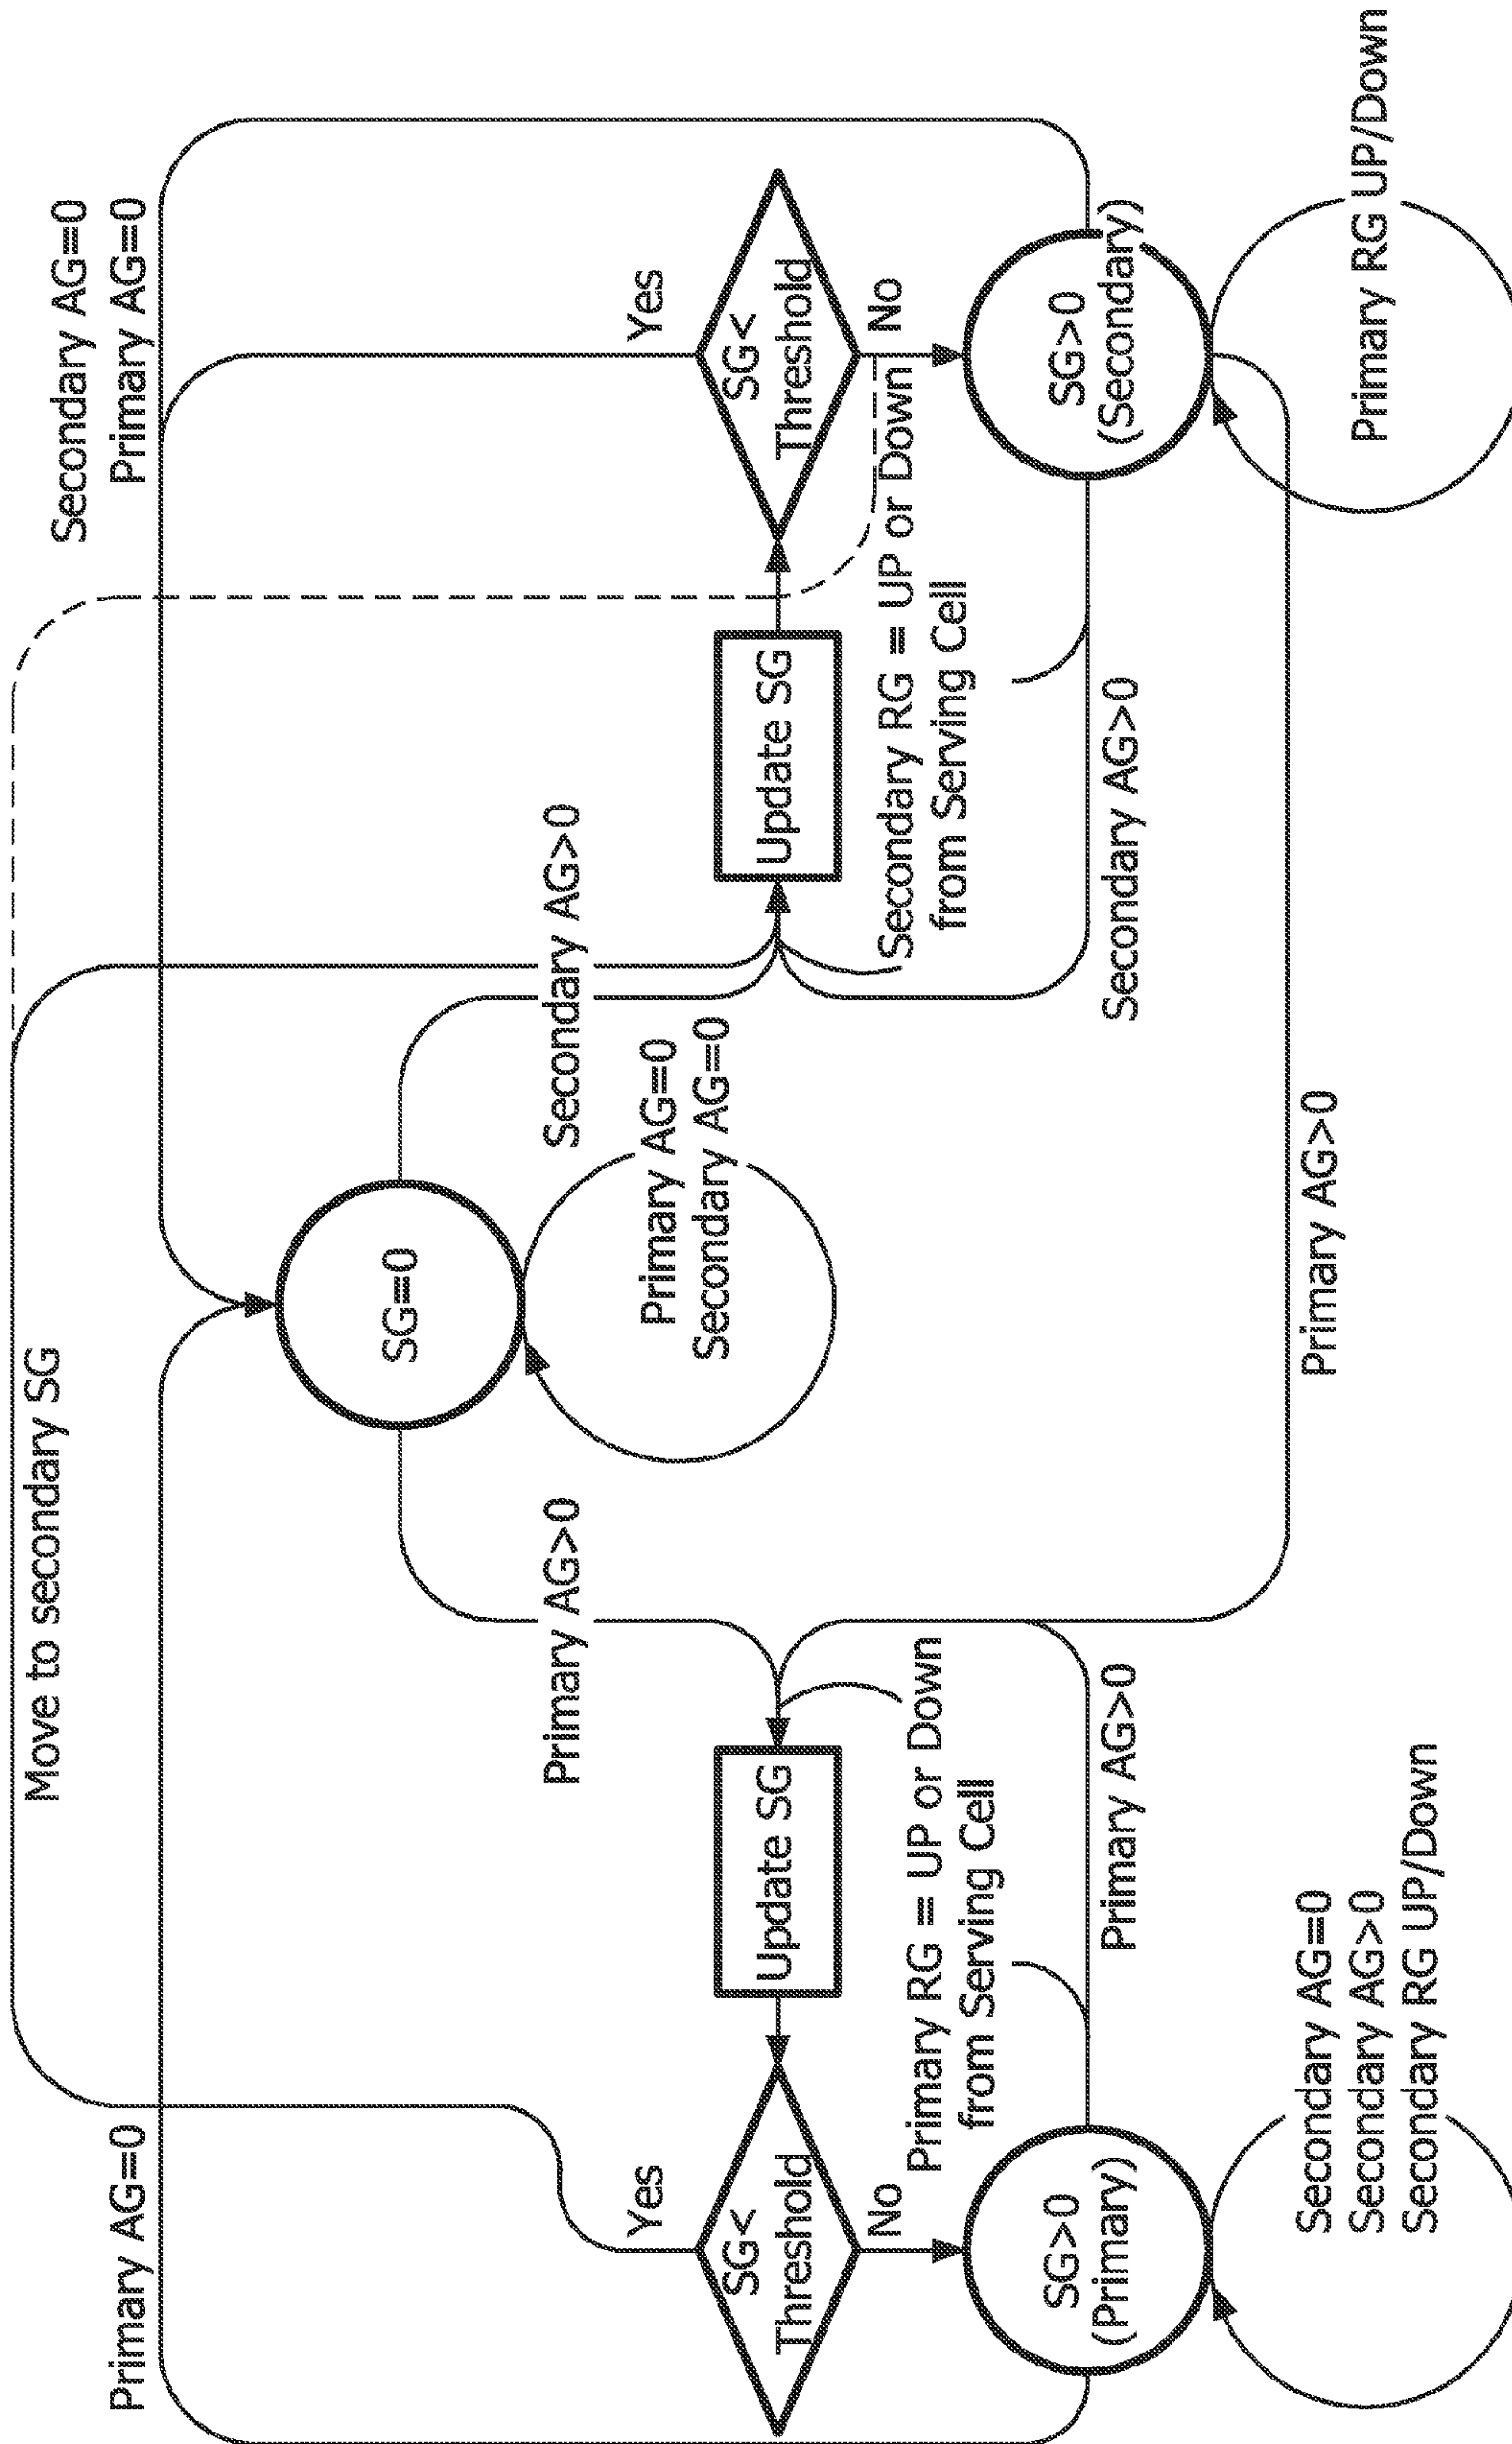 Move to secondary SG
Secondary AG=0
Primary AG=0
Primary AG=0
SG=0
Primary AG>0
Secondary AG>0
Primary AG=0
Secondary AG=0
Yes
SG<
Threshold
No
Update SG
Update SG
Yes
SG<
Threshold
No
Primary RG = UP or Down
from Serving Cell
Secondary RG = UP or Down
from Serving Cell
SG>0
(Primary)
Primary AG>0
Secondary AG>0
SG>0
(Secondary)
Primary AG>0
Secondary AG=0
Secondary AG>0
Secondary RG UP/Down
Primary RG UP/Down